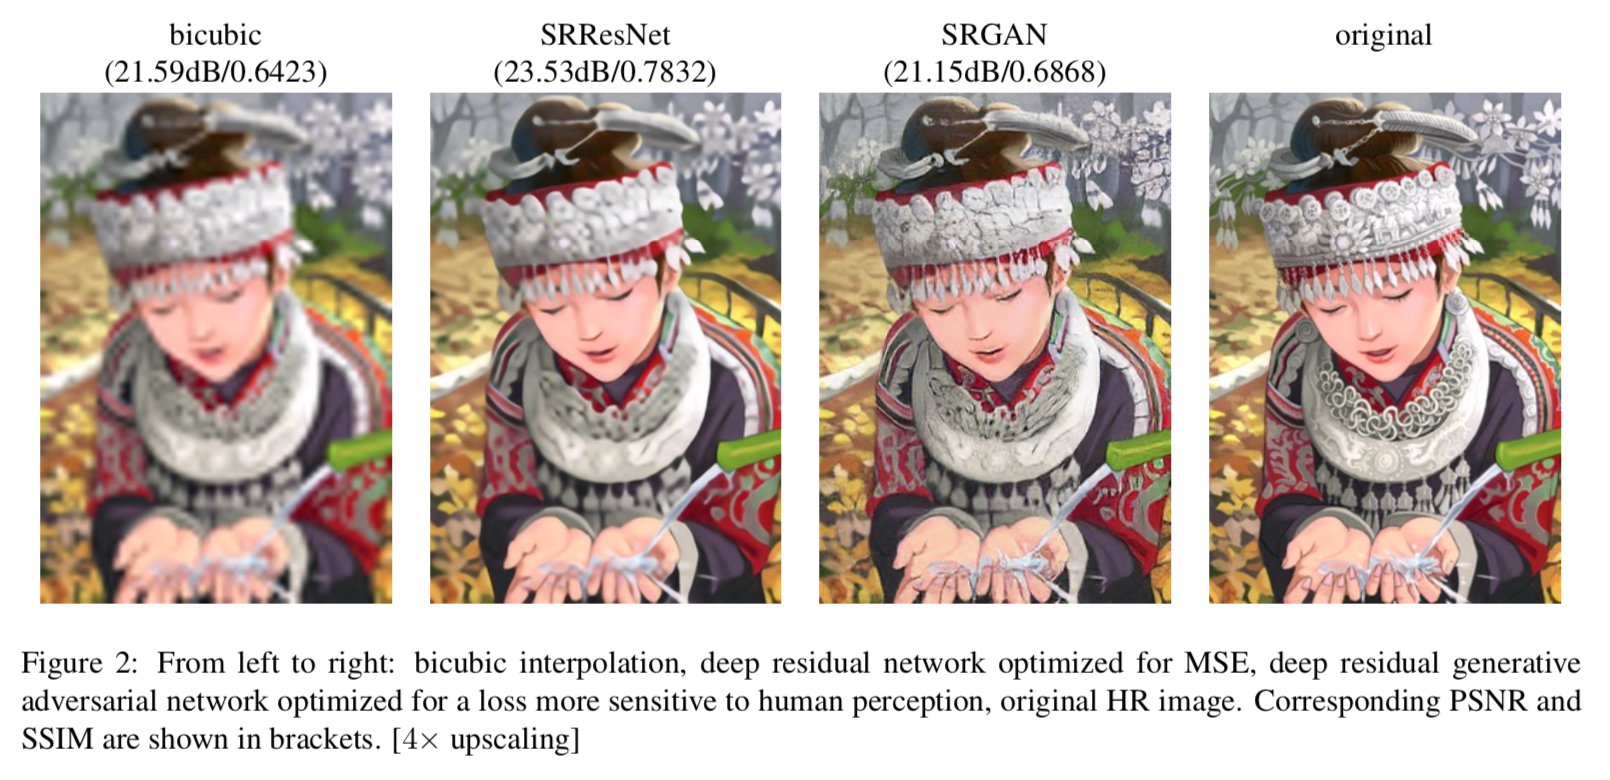 bicubic
(21.59dB/0.6423)
SRResNet
(23.53dB/0.7832)
SRGAN
(21.15dB/0.6868)
original
Figure 2: From left to right: bicubic interpolation, deep residual network optimized for MSE, deep residual generative
adversarial network optimized for a loss more sensitive to human perception, original HR image. Corresponding PSNR and
SSIM are shown in brackets. [4× upscaling]